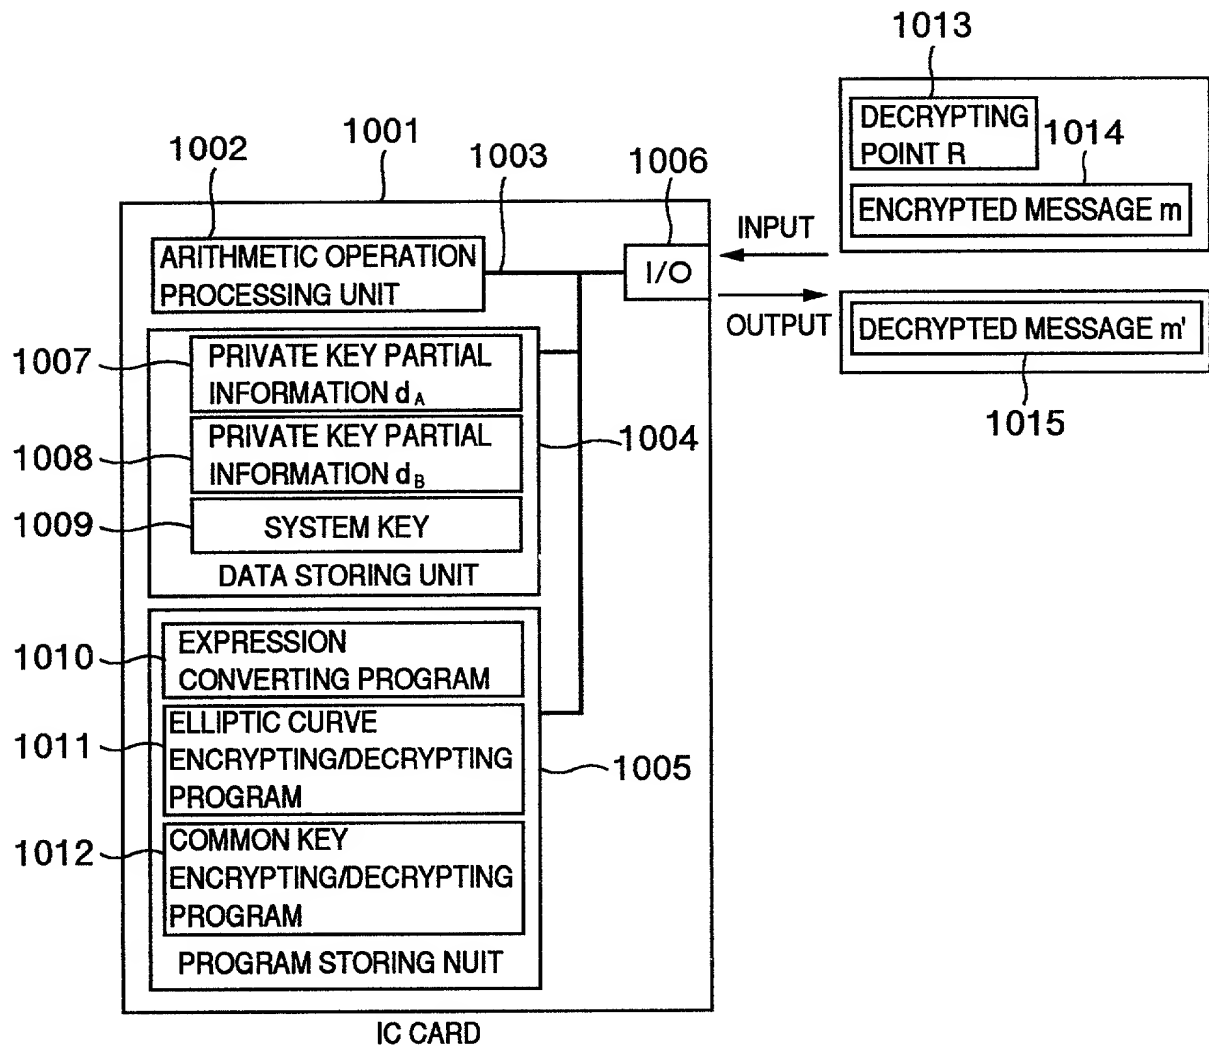 1013
DECRYPTING
POINT R
1014
ENCRYPTED MESSAGE m
1001
1002
1003
1006
INPUT
ARITHMETIC OPERATION
PROCESSING UNIT
I/O
OUTPUT
DECRYPTED MESSAGE m'
1015
1007
PRIVATE KEY PARTIAL
INFORMATION dA
1004
1008
PRIVATE KEY PARTIAL
INFORMATION dB
1009
SYSTEM KEY
DATA STORING UNIT
1010
EXPRESSION
CONVERTING PROGRAM
1011
ELLIPTIC CURVE
ENCRYPTING/DECRYPTING
PROGRAM
1005
1012
COMMON KEY
ENCRYPTING/DECRYPTING
PROGRAM
PROGRAM STORING NUIT
IC CARD